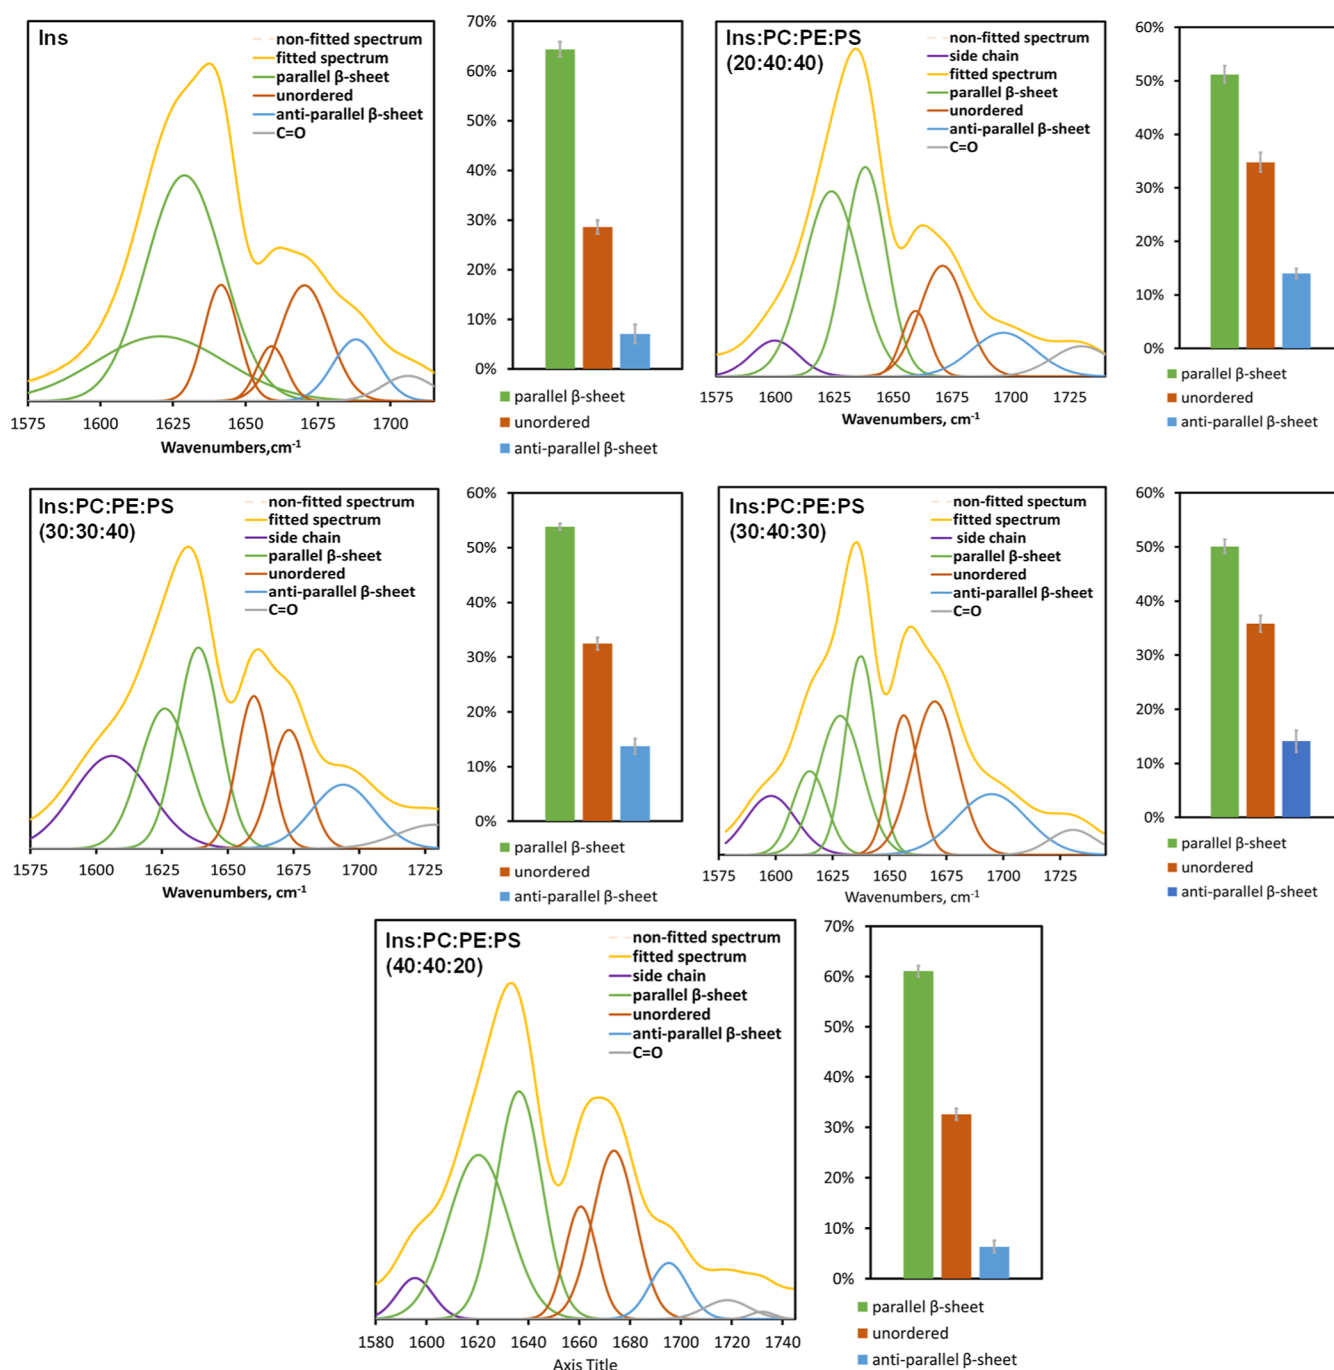 Ins
non-fitted spectrum
fitted spectrum
parallel β-sheet
unordered
anti-parallel β-sheet
C=O
1575 1600 1625 1650 1675 1700
Wavenumbers,cm⁻¹
70%
60%
50%
40%
30%
20%
10%
0%
parallel β-sheet
unordered
anti-parallel β-sheet
Ins:PC:PE:PS
(20:40:40)
non-fitted spectrum
side chain
fitted spectrum
parallel β-sheet
unordered
anti-parallel β-sheet
C=O
1575 1600 1625 1650 1675 1700 1725
Wavenumbers, cm⁻¹
60%
50%
40%
30%
20%
10%
0%
parallel β-sheet
unordered
anti-parallel β-sheet
Ins:PC:PE:PS
(30:30:40)
non-fitted spectrum
fitted spectrum
side chain
parallel β-sheet
unordered
anti-parallel β-sheet
C=O
1575 1600 1625 1650 1675 1700 1725
Wavenumbers, cm⁻¹
60%
50%
40%
30%
20%
10%
0%
parallel β-sheet
unordered
anti-parallel β-sheet
Ins:PC:PE:PS
(30:40:30)
non-fitted spectum
fitted spectrum
side chain
parallel β-sheet
unordered
anti-parallel β-sheet
C=O
1575 1600 1625 1650 1675 1700 1725
Wavenumbers, cm⁻¹
60%
50%
40%
30%
20%
10%
0%
parallel β-sheet
unordered
anti-parallel β-sheet
Ins:PC:PE:PS
(40:40:20)
non-fitted spectrum
fitted spectrum
side chain
parallel β-sheet
unordered
anti-parallel β-sheet
C=O
1580 1600 1620 1640 1660 1680 1700 1720 1740
Axis Title
70%
60%
50%
40%
30%
20%
10%
0%
parallel β-sheet
unordered
anti-parallel β-sheet